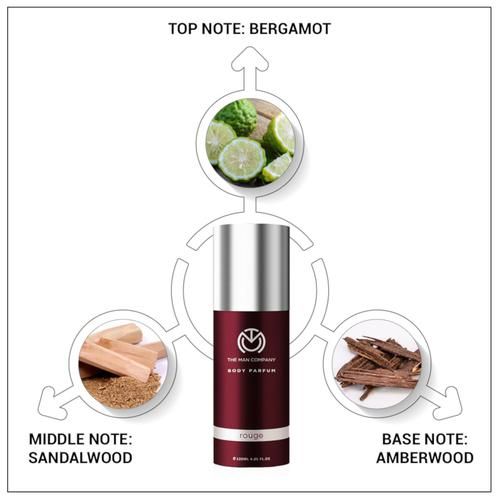 TOP NOTE: BERGAMOT
THE MAN COMPANY
BODY PARFUM
rouge
MIDDLE NOTE:
SANDALWOOD
BASE NOTE:
AMBERWOOD